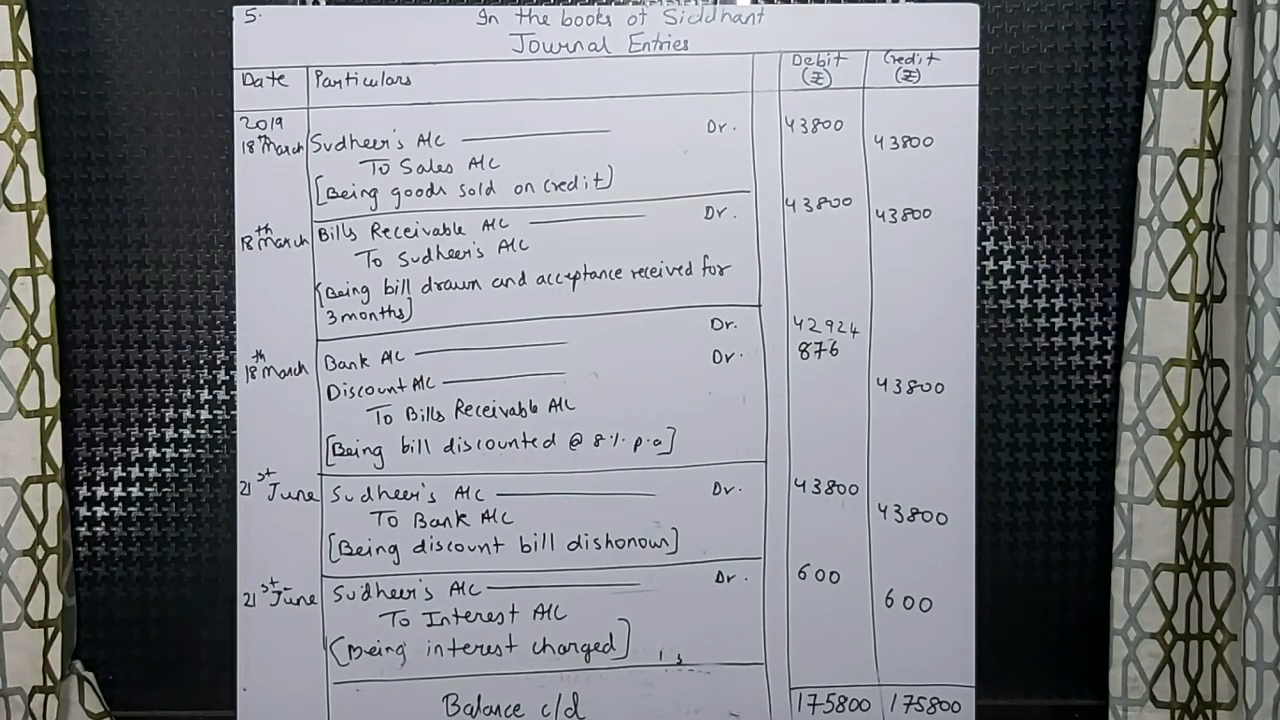 5.
In the books of Siddhant
Journal Entries
Date Particulars Debit (₹) Credit (₹)
2019
18th March Sudheer's A/C Dr. 43800
To Sales A/C 43800
[Being goods sold on credit]
18th March Bills Receivable A/C Dr. 43800
To Sudheer's A/C 43800
[Being bill drawn and acceptance received for
3 months]
18th March Bank A/C Dr. 42924
Discount A/C Dr. 876
To Bills Receivable A/C 43800
[Being bill discounted @ 8% p.a]
21st June Sudheer's A/C Dr. 43800
To Bank A/C 43800
[Being discount bill dishonour]
21st June Sudheer's A/C Dr. 600
To Interest A/C 600
[Being interest charged]
Balance c/d 175800 175800